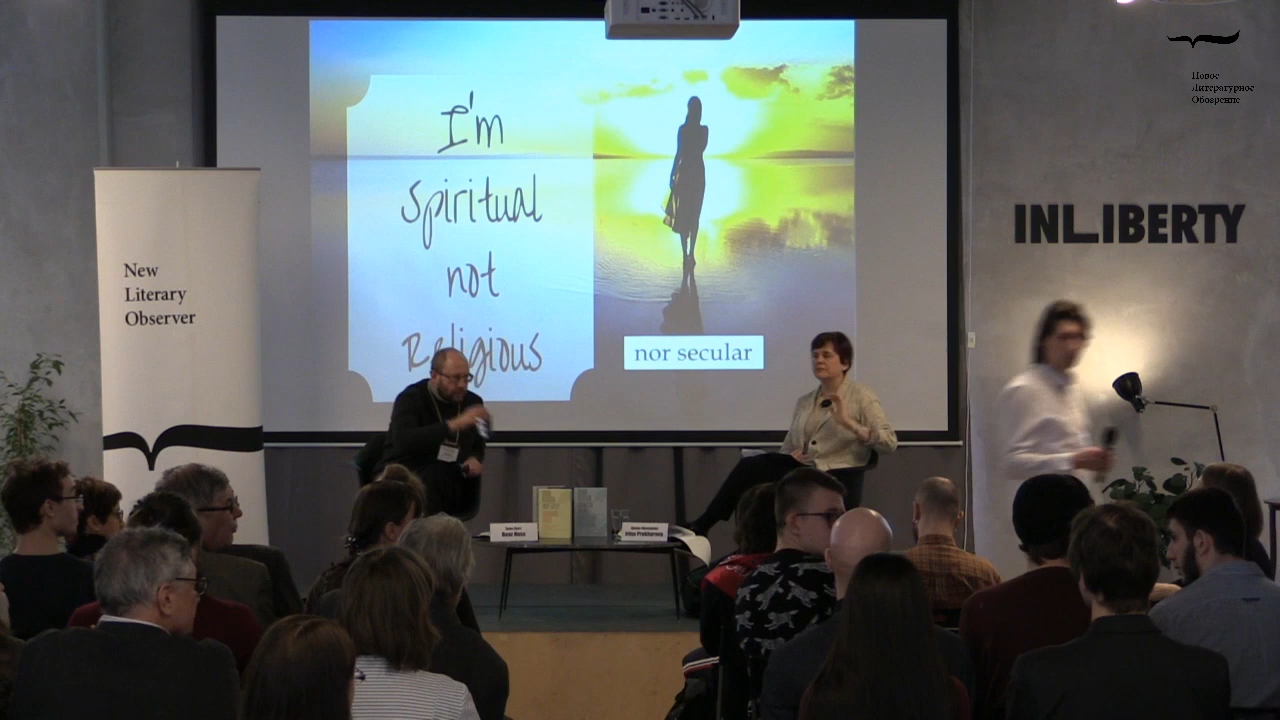 I'm
Spiritual
not
Religious
nor secular
Новое
Литературное
Обозрение
INLIBERTY
New
Literary
Observer